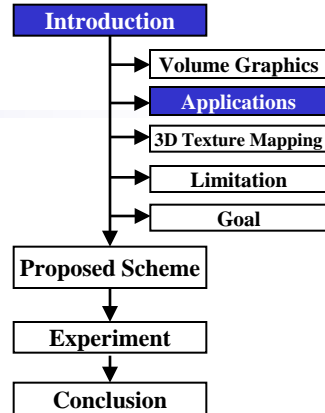 Introduction
Volume Graphics
Applications
3D Texture Mapping
Limitation
Goal
Proposed Scheme
Experiment
Conclusion